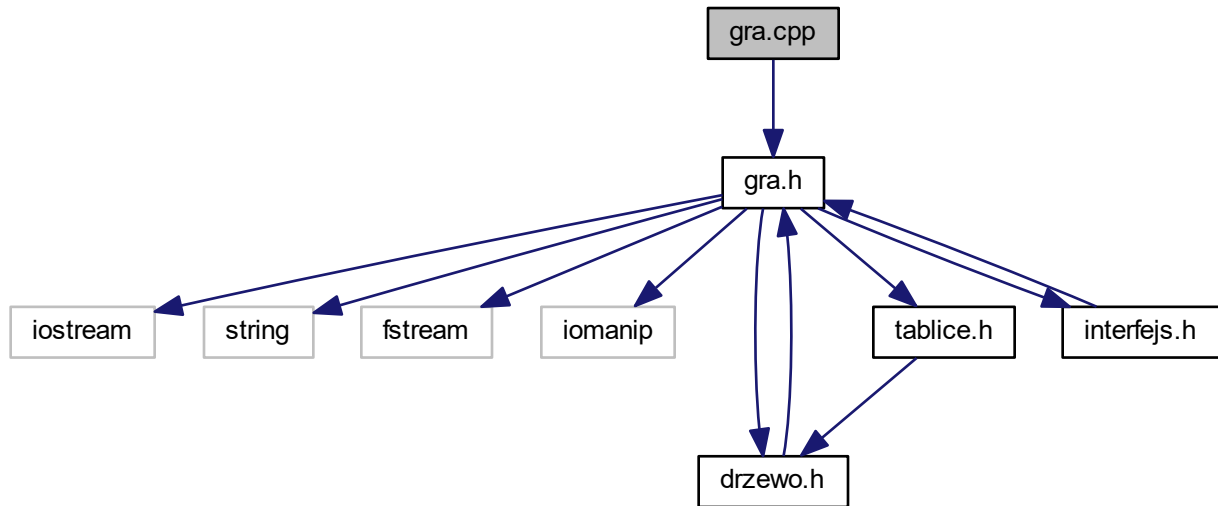 gra.cpp
gra.h
iostream
string
fstream
iomanip
tablice.h
interfejs.h
drzewo.h